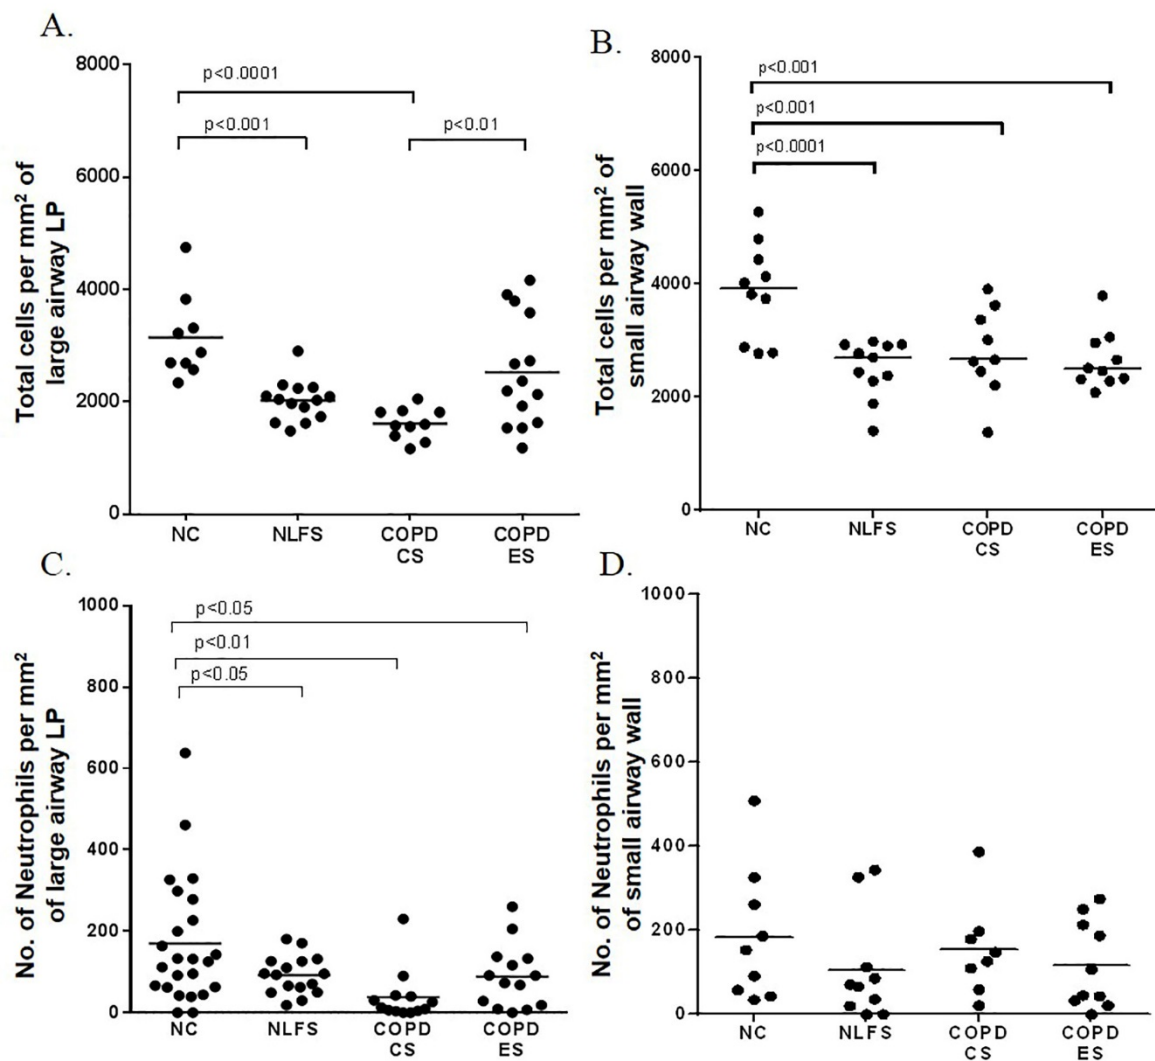 A.
Total cells per mm² of
large airway LP
8000
6000
4000
2000
0
p<0.0001
p<0.001
p<0.01
NC
NLFS
COPD
CS
COPD
ES
B.
Total cells per mm² of
small airway wall
8000
6000
4000
2000
0
p<0.001
p<0.001
p<0.0001
NC
NLFS
COPD
CS
COPD
ES
C.
No. of Neutrophils per mm²
of large airway LP
1000
800
600
400
200
0
p<0.05
p<0.01
p<0.05
NC
NLFS
COPD
CS
COPD
ES
D.
No. of Neutrophils per mm²
of small airway wall
1000
800
600
400
200
0
NC
NLFS
COPD
CS
COPD
ES